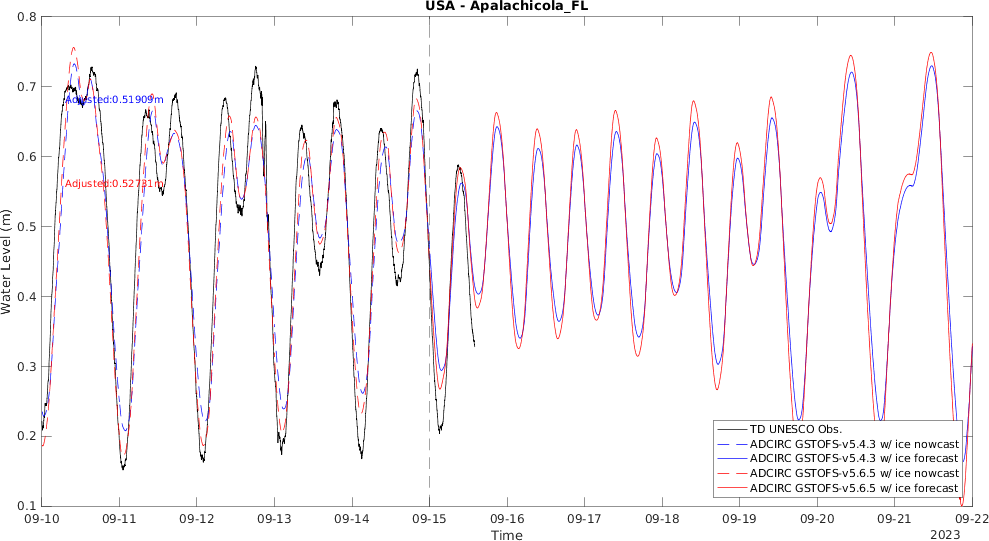 USA - Apalachicola_FL
0.8
0.7
0.6
0.5
0.4
0.3
0.2
0.1
Water Level (m)
Adjusted:0.51909m
Adjusted:0.52731m
TD UNESCO Obs.
ADCIRC GSTOFS-v5.4.3 w/ ice nowcast
ADCIRC GSTOFS-v5.4.3 w/ ice forecast
ADCIRC GSTOFS-v5.6.5 w/ ice nowcast
ADCIRC GSTOFS-v5.6.5 w/ ice forecast
09-10 09-11 09-12 09-13 09-14 09-15 09-16 09-17 09-18 09-19 09-20 09-21 09-22
Time
2023